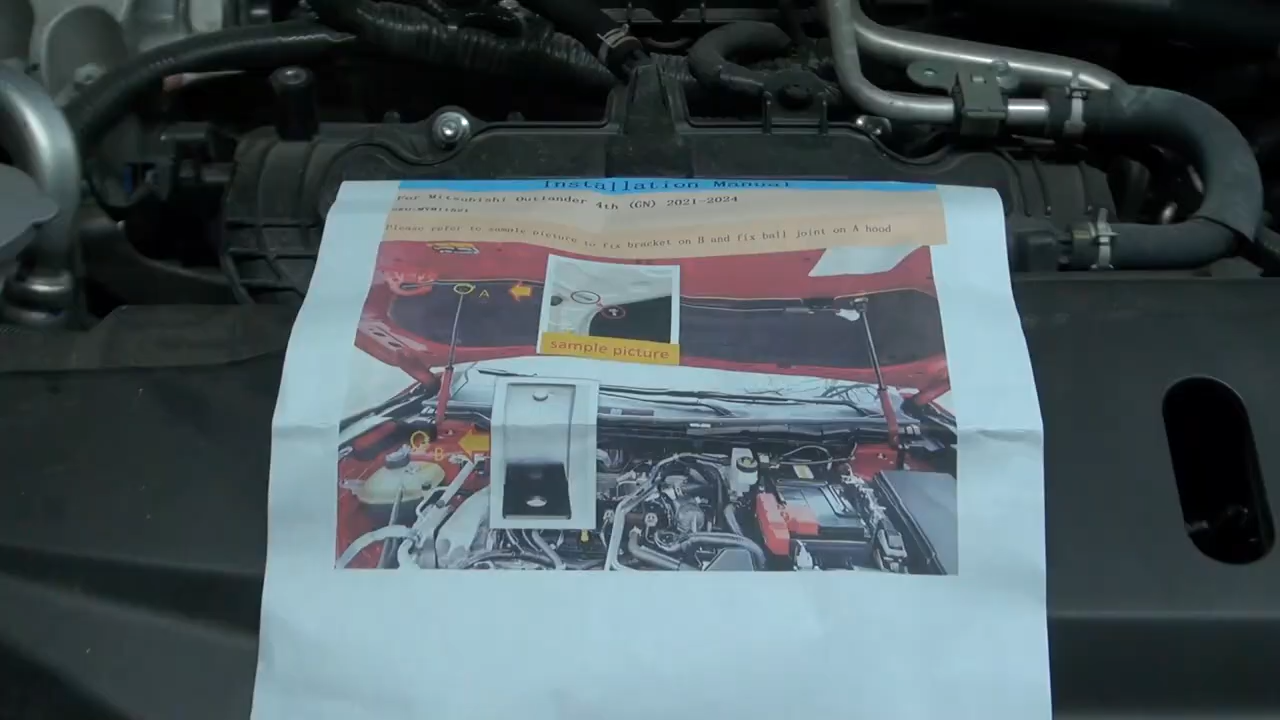 Installation Manual
For Mitsubishi Outlander 4th (GN) 2021-2024
Please refer to sample picture to fix bracket on B and fix ball joint on A hood
A
sample picture
B